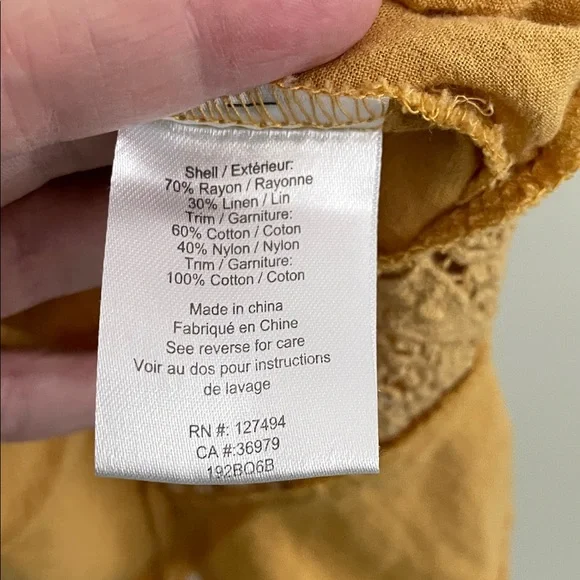 Shell / Extérieur:
70% Rayon / Rayonne
30% Linen / Lin
Trim / Garniture:
60% Cotton / Coton
40% Nylon / Nylon
Trim / Garniture:
100% Cotton / Coton
Made in china
Fabriqué en Chine
See reverse for care
Voir au dos pour instructions
de lavage
RN #: 127494
CA #:36979
192BQ6B